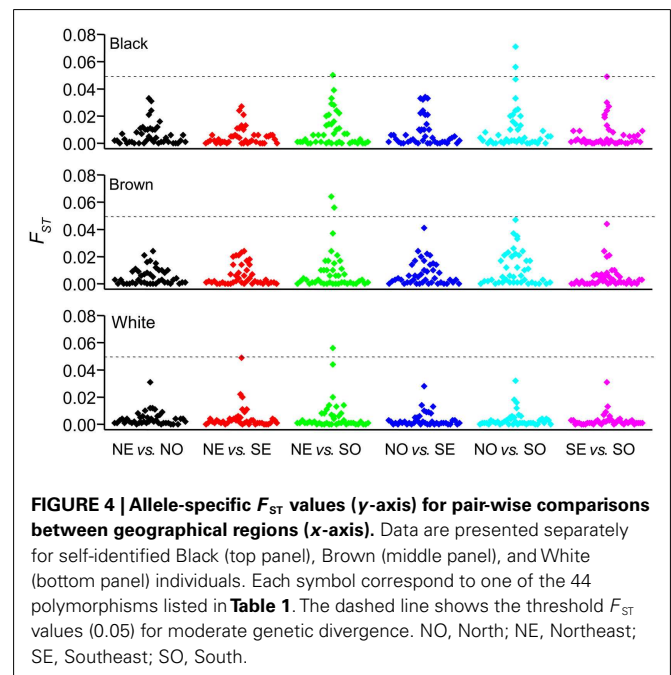 Black
0.08
0.06
0.04
0.02
0.00
Brown
0.08
0.06
0.04
0.02
0.00
White
0.08
0.06
0.04
0.02
0.00
FST
NE vs. NO NE vs. SE NE vs. SO NO vs. SE NO vs. SO SE vs. SO
FIGURE 4 | Allele-specific FST values (y-axis) for pair-wise comparisons
between geographical regions (x-axis). Data are presented separately
for self-identified Black (top panel), Brown (middle panel), and White
(bottom panel) individuals. Each symbol correspond to one of the 44
polymorphisms listed in Table 1. The dashed line shows the threshold FST
values (0.05) for moderate genetic divergence. NO, North; NE, Northeast;
SE, Southeast; SO, South.